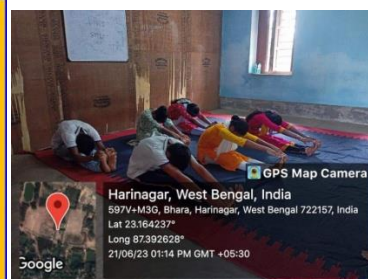 GPS Map Camera
Harinagar, West Bengal, India
597V+M3G, Bhara, Harinagar, West Bengal 722157, India
Lat 23.164237°
Long 87.392628°
21/06/23 01:14 PM GMT +05:30
Google